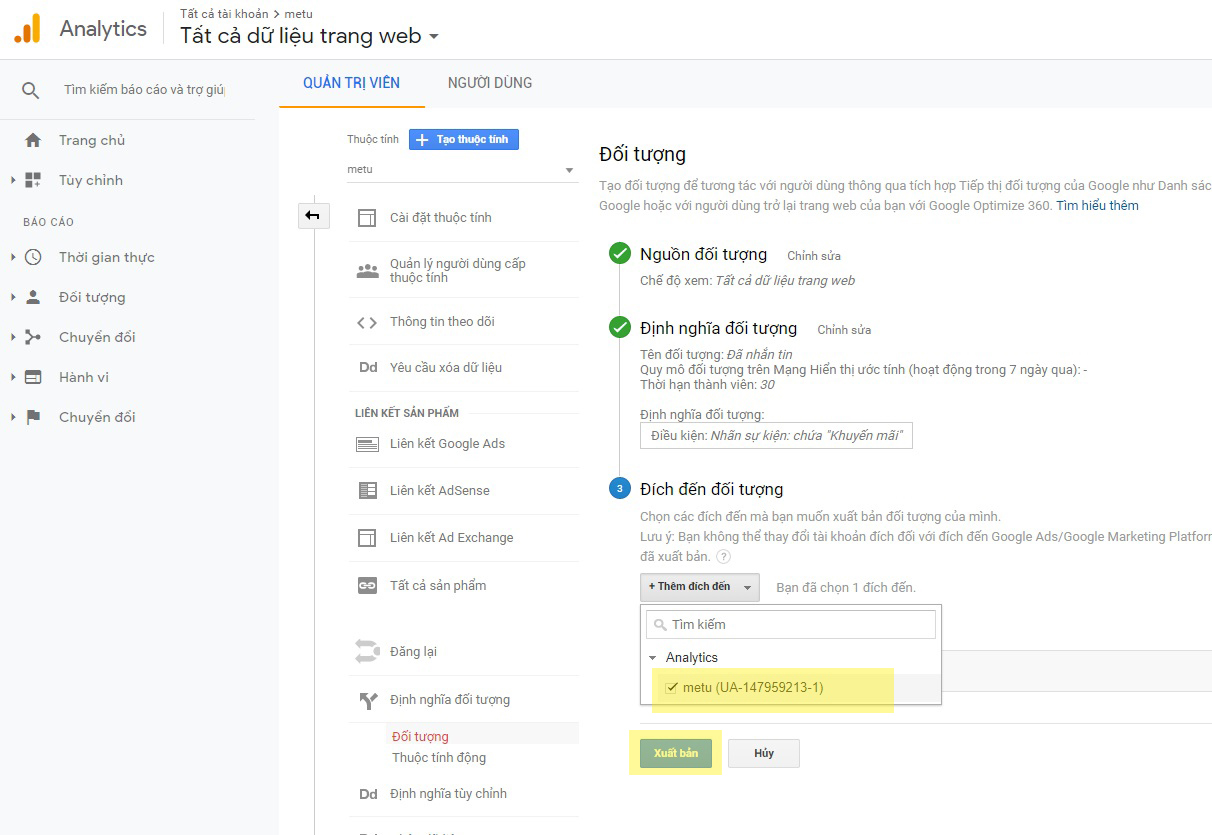 Analytics
Tất cả tài khoản > metu
Tất cả dữ liệu trang web
Tìm kiếm báo cáo và trợ giúp
Trang chủ
Tùy chỉnh
BÁO CÁO
Thời gian thực
Đối tượng
Chuyển đổi
Hành vi
Chuyển đổi
QUẢN TRỊ VIÊN
NGƯỜI DÙNG
Thuộc tính
+ Tạo thuộc tính
metu
Cài đặt thuộc tính
Quản lý người dùng cấp
thuộc tính
Thông tin theo dõi
Dd Yêu cầu xóa dữ liệu
LIÊN KẾT SẢN PHẨM
Liên kết Google Ads
Liên kết AdSense
Liên kết Ad Exchange
Tất cả sản phẩm
Đăng lại
Định nghĩa đối tượng
Đối tượng
Thuộc tính động
Dd Định nghĩa tùy chỉnh
Đối tượng
Tạo đối tượng để tương tác với người dùng thông qua tích hợp Tiếp thị đối tượng của Google như Danh sác
Google hoặc với người dùng trở lại trang web của bạn với Google Optimize 360. Tìm hiểu thêm
Nguồn đối tượng Chỉnh sửa
Chế độ xem: Tất cả dữ liệu trang web
Định nghĩa đối tượng Chỉnh sửa
Tên đối tượng: Đã nhắn tin
Quy mô đối tượng trên Mạng Hiển thị ước tính (hoạt động trong 7 ngày qua): -
Thời hạn thành viên: 30
Định nghĩa đối tượng:
Điều kiện: Nhãn sự kiện: chứa "Khuyến mãi"
3 Đích đến đối tượng
Chọn các đích đến mà bạn muốn xuất bản đối tượng của mình.
Lưu ý: Bạn không thể thay đổi tài khoản đích đối với đích đến Google Ads/Google Marketing Platform
đã xuất bản. ?
+ Thêm đích đến
Bạn đã chọn 1 đích đến.
Tìm kiếm
Analytics
metu (UA-147959213-1)
Xuất bản
Hủy